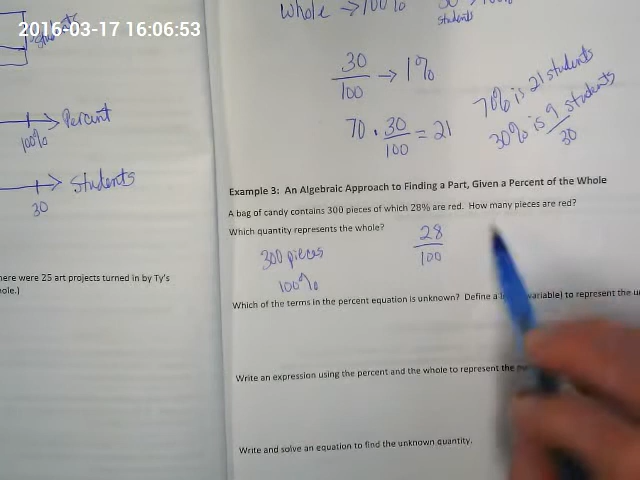 2016-03-17 16:06:53
whole → 100%
students
30
100
→ 1%
70 · 30/100 = 21
70% is 21 students
30% is 9 students
30
Percent
100%
Students
30
Example 3: An Algebraic Approach to Finding a Part, Given a Percent of the Whole
A bag of candy contains 300 pieces of which 28% are red. How many pieces are red?
Which quantity represents the whole?
300 pieces
100%
28
100
here were 25 art projects turned in by Ty's
hole.)
Which of the terms in the percent equation is unknown? Define a variable) to represent the
Write an expression using the percent and the whole to represent the
Write and solve an equation to find the unknown quantity.